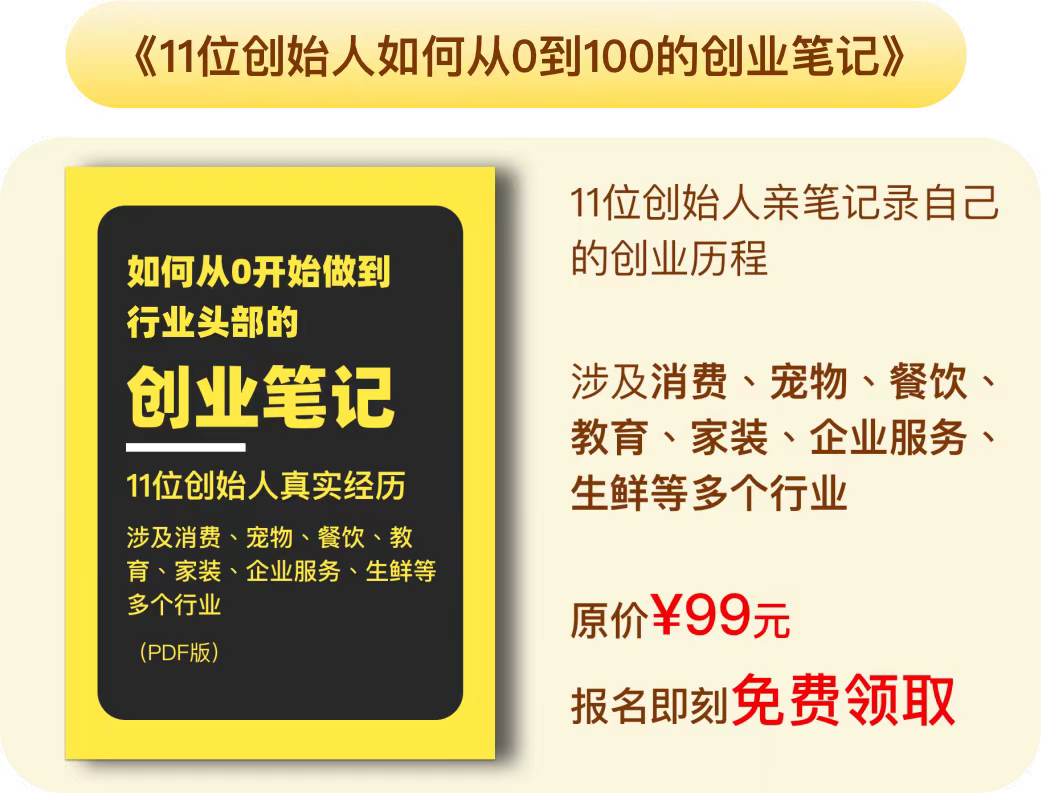 《11位创始人如何从0到100的创业笔记》
如何从0开始做到
行业头部的
创业笔记
11位创始人真实经历
涉及消费、宠物、餐饮、教
育、家装、企业服务、生鲜等
多个行业
（PDF版）
11位创始人亲笔记录自己
的创业历程
涉及消费、宠物、餐饮、
教育、家装、企业服务、
生鲜等多个行业
原价¥99元
报名即刻免费领取